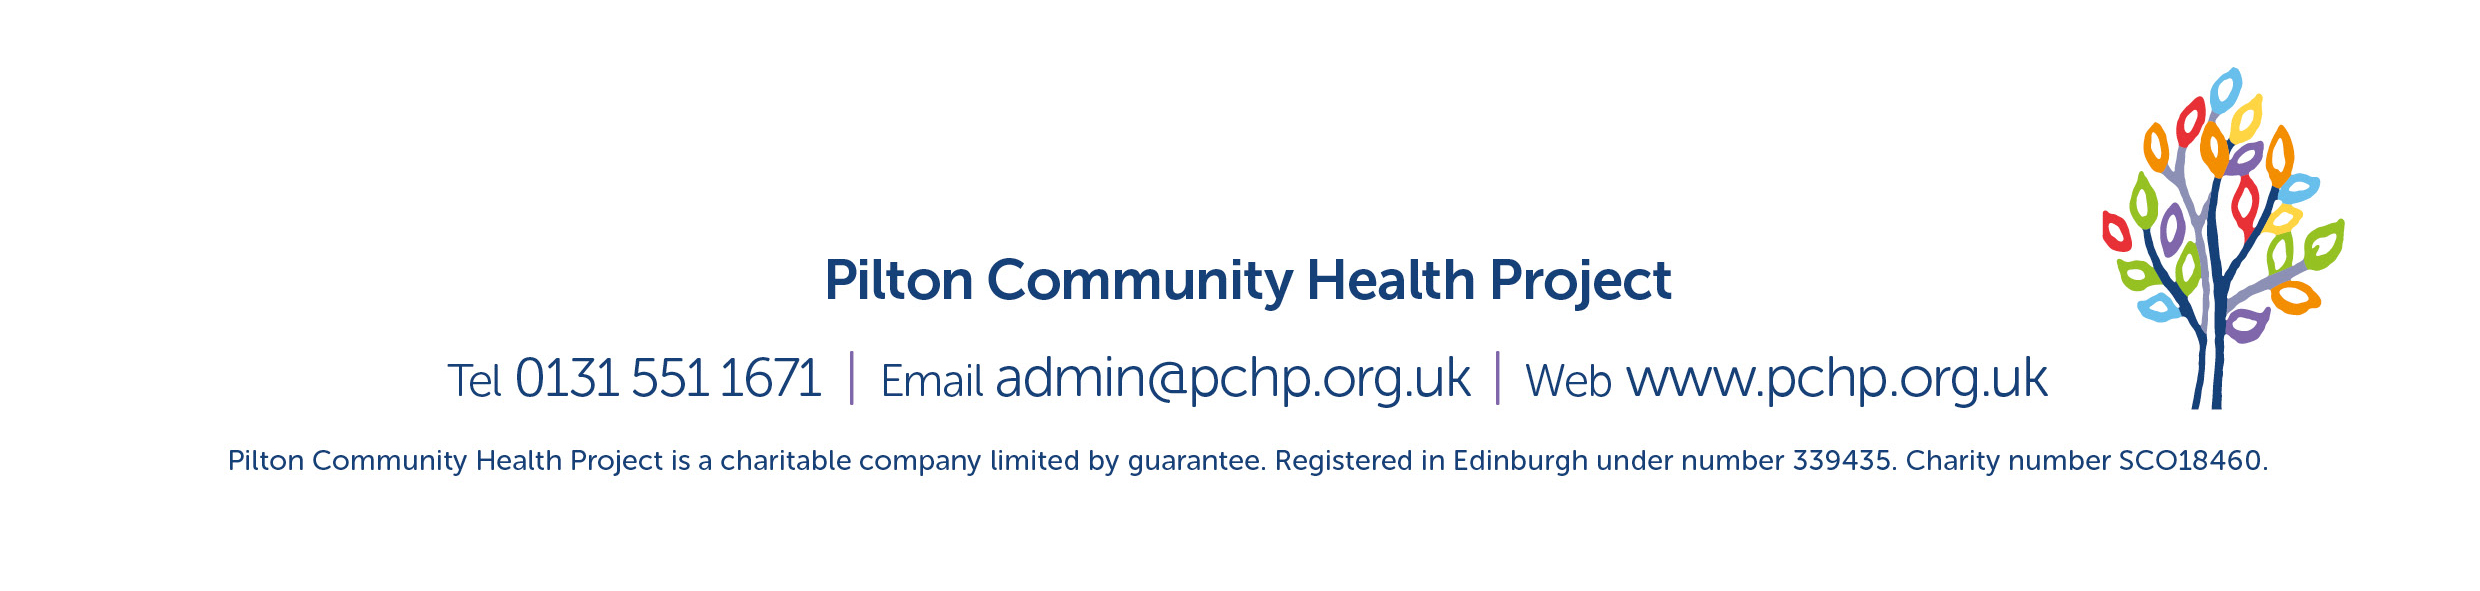 Pilton Community Health Project
Tel 0131 551 1671 | Email admin@pchp.org.uk | Web www.pchp.org.uk
Pilton Community Health Project is a charitable company limited by guarantee. Registered in Edinburgh under number 339435. Charity number SCO18460.